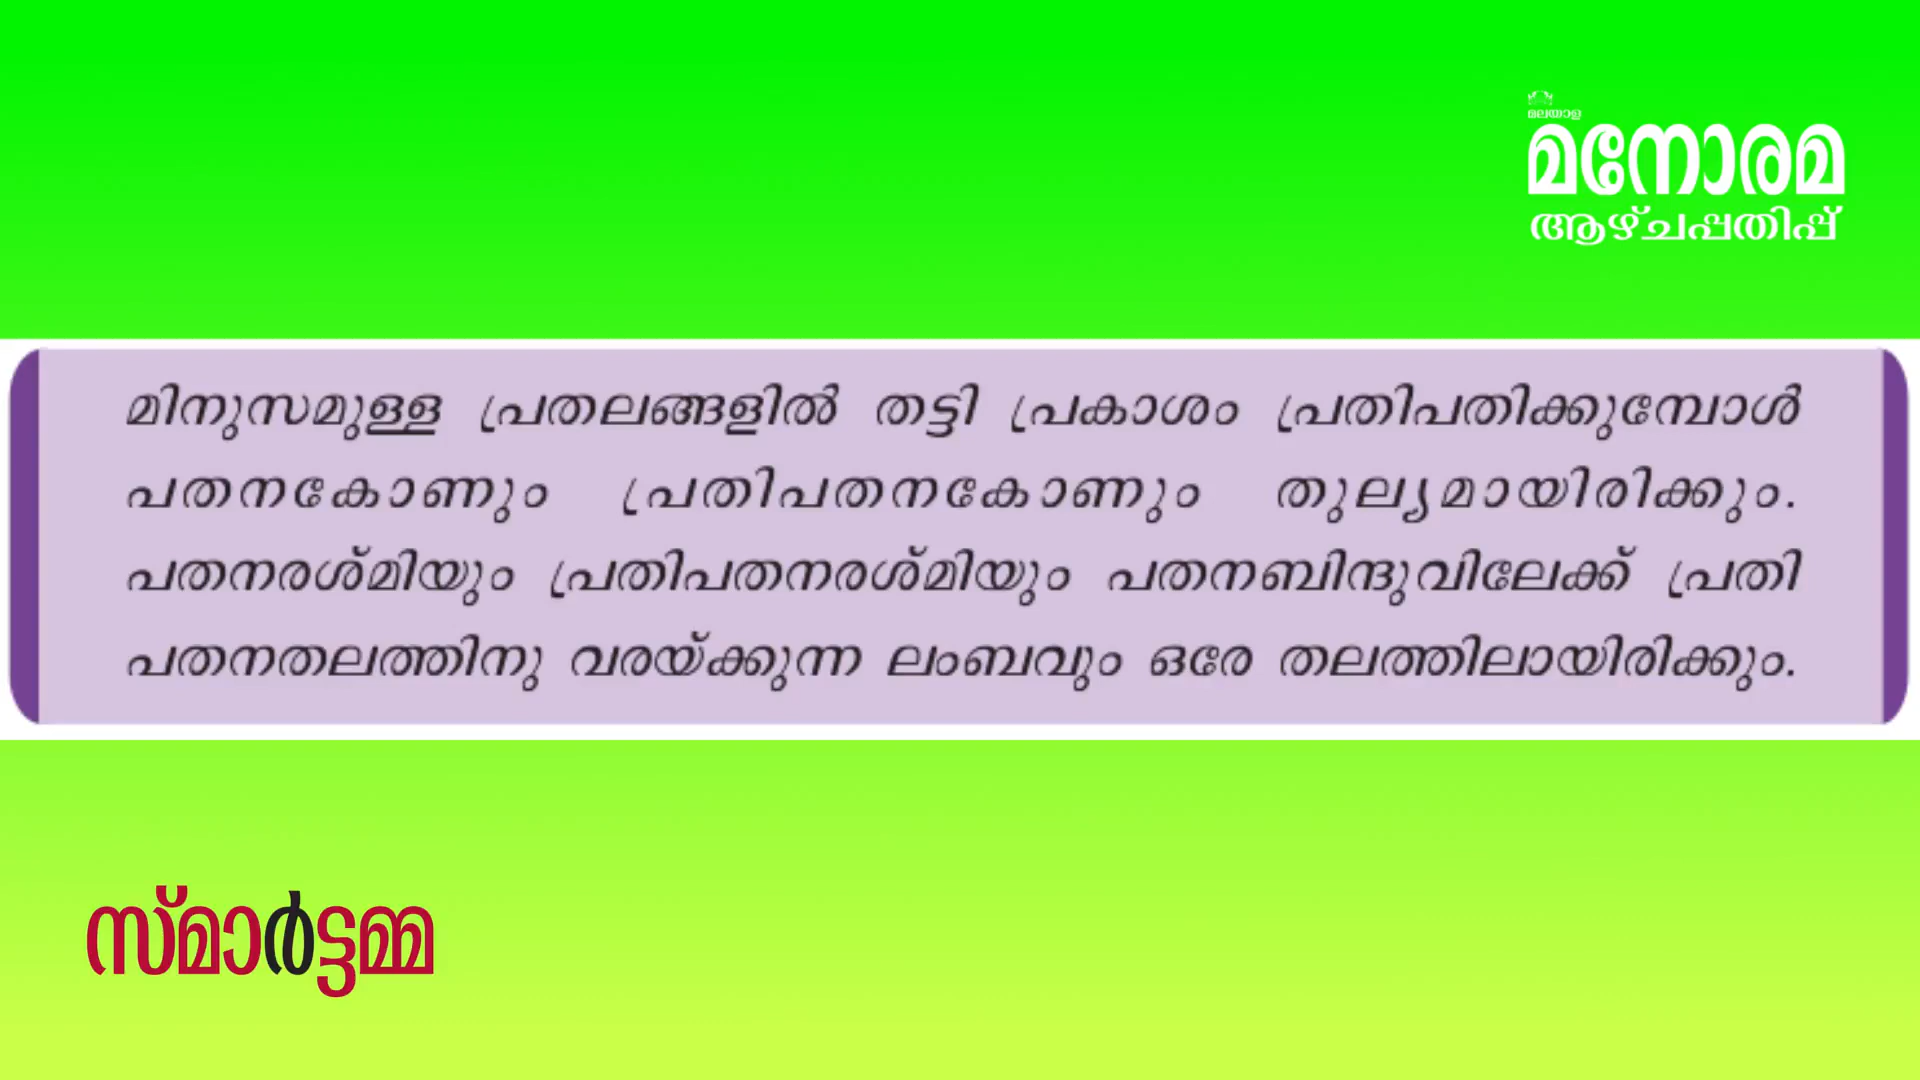 മലയാള
മനോരമ
ആഴ്ചപ്പതിപ്പ്
മിനുസമുള്ള പ്രതലങ്ങളിൽ തട്ടി പ്രകാശം പ്രതിപതിക്കുമ്പോൾ
പതനകോണും പ്രതിപതനകോണും തുല്യമായിരിക്കും.
പതനരശ്മിയും പ്രതിപതനരശ്മിയും പതനബിന്ദുവിലേക്ക് പ്രതി
പതനതലത്തിനു വരയ്ക്കുന്ന ലംബവും ഒരേ തലത്തിലായിരിക്കും.
സ്മാർട്ടമ്മ